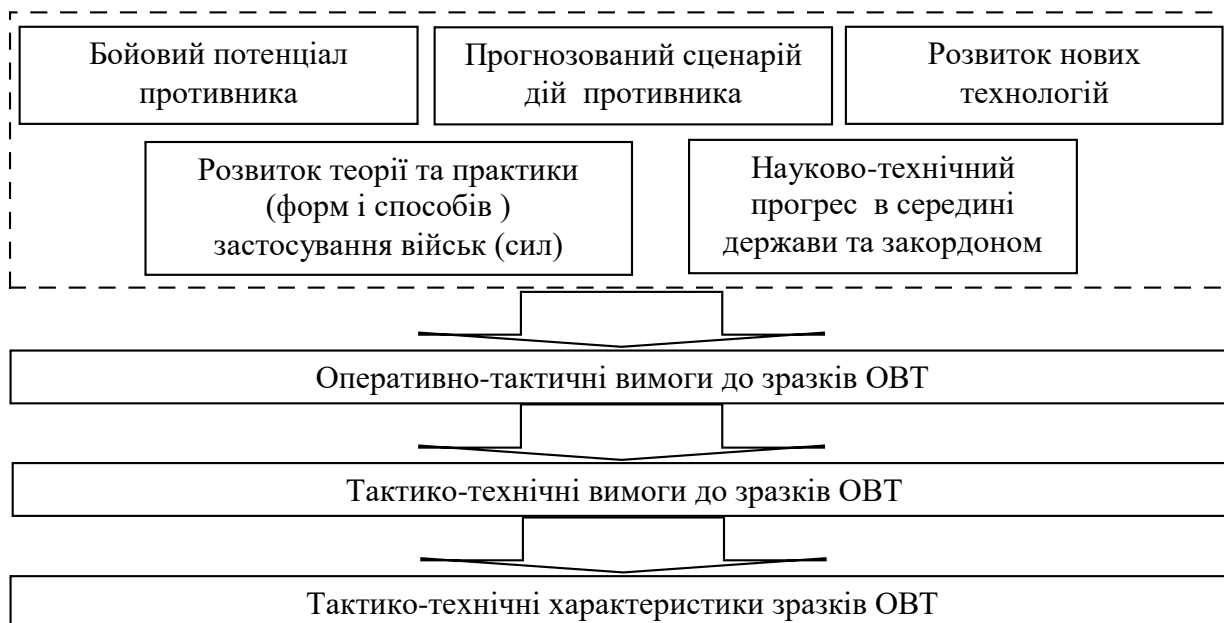 Бойовий потенціал
противника
Прогнозований сценарій
дій противника
Розвиток нових
технологій
Розвиток теорії та практики
(форм і способів )
застосування військ (сил)
Науково-технічний
прогрес в середині
держави та закордоном
Оперативно-тактичні вимоги до зразків ОВТ
Тактико-технічні вимоги до зразків ОВТ
Тактико-технічні характеристики зразків ОВТ